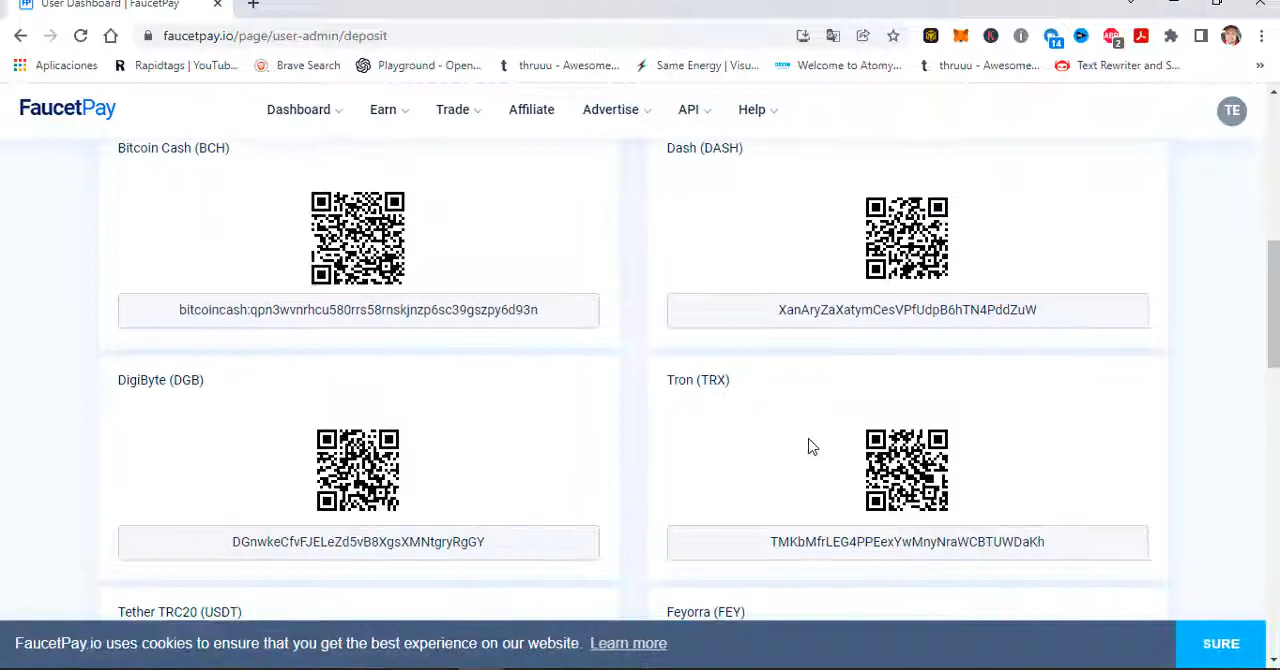 User Dashboard | FaucetPay
faucetpay.io/page/user-admin/deposit
14
ABP
2
Aplicaciones
Rapidtags | YouTub...
Brave Search
Playground - Open...
thruuu - Awesome...
Same Energy | Visu...
Welcome to Atomy...
thruuu - Awesome...
Text Rewriter and S...
»
FaucetPay
Dashboard
Earn
Trade
Affiliate
Advertise
API
Help
TE
Bitcoin Cash (BCH)
Dash (DASH)
bitcoincash:qpn3wvnrhcu580rrs58rnskjnzp6sc39gszpy6d93n
XanAryZaXatymCesVPfUdpB6hTN4PddZuW
DigiByte (DGB)
Tron (TRX)
DGnwkeCfvFJELeZd5vB8XgsXMNtgryRgGY
TMKbMfrLEG4PPEexYwMnyNraWCBTUWDaKh
Tether TRC20 (USDT)
Feyorra (FEY)
FaucetPay.io uses cookies to ensure that you get the best experience on our website. Learn more
SURE